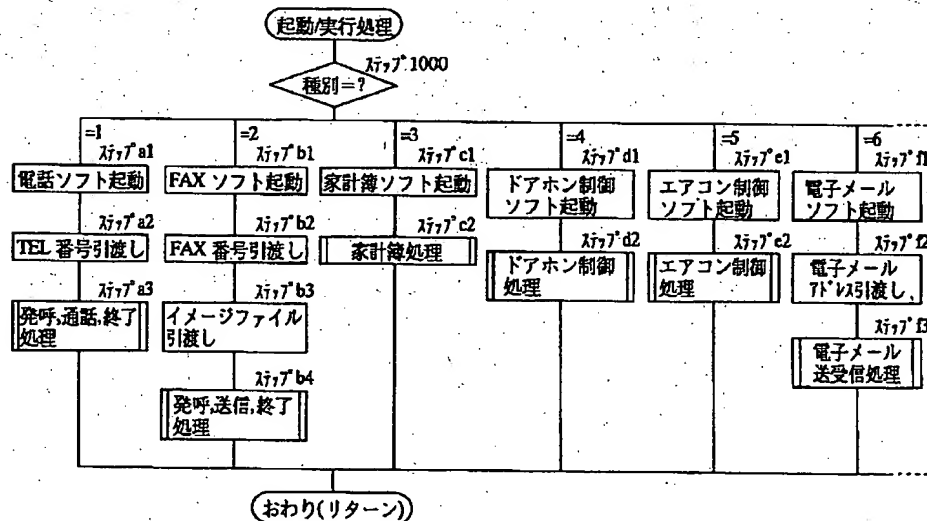 起動/実行処理
ステップ1000
種別=?
=1
ステップa1
電話ソフト起動
ステップa2
TEL 番号引渡し
ステップa3
発呼,通話,終了
処理
=2
ステップb1
FAX ソフト起動
ステップb2
FAX 番号引渡し
ステップb3
イメージファイル
引渡し
ステップb4
発呼,送信,終了
処理
=3
ステップc1
家計簿ソフト起動
ステップc2
家計簿処理
=4
ステップd1
ドアホン制御
ソフト起動
ステップd2
ドアホン制御
処理
=5
ステップe1
エアコン制御
ソフト起動
ステップe2
エアコン制御
処理
=6
ステップf1
電子メール
ソフト起動
ステップf2
電子メール
アドレス引渡し
ステップf3
電子メール
送受信処理
おわり(リターン)